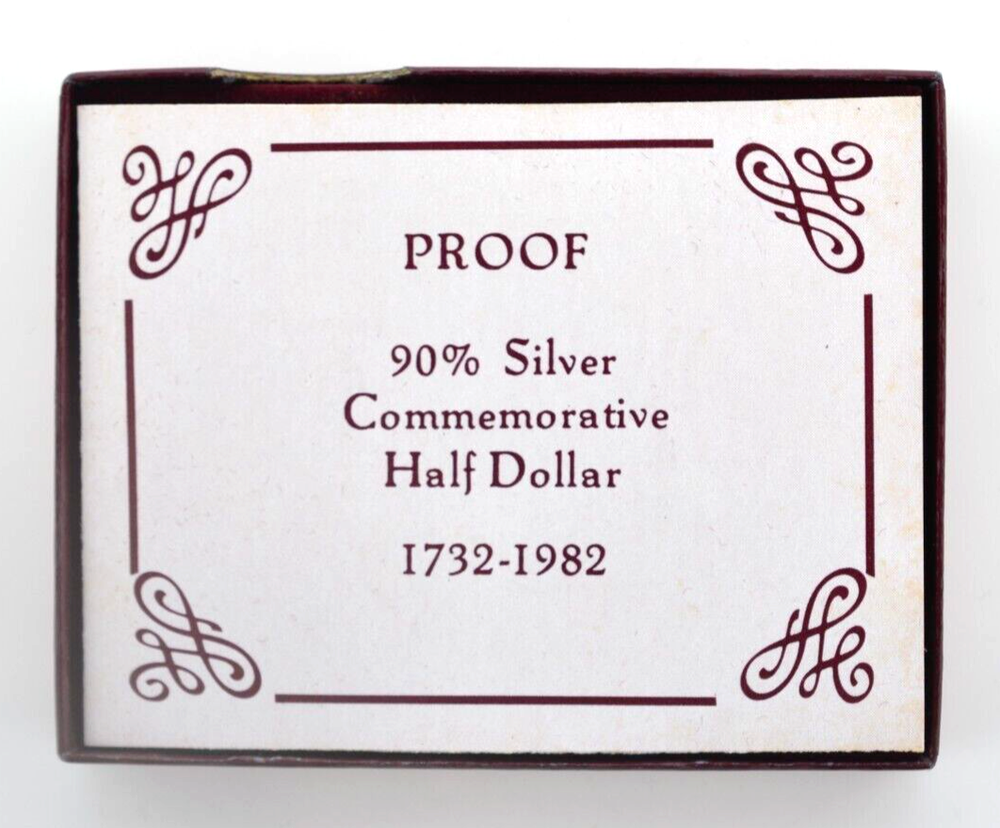 PROOF
90% Silver
Commemorative
Half Dollar
1732-1982